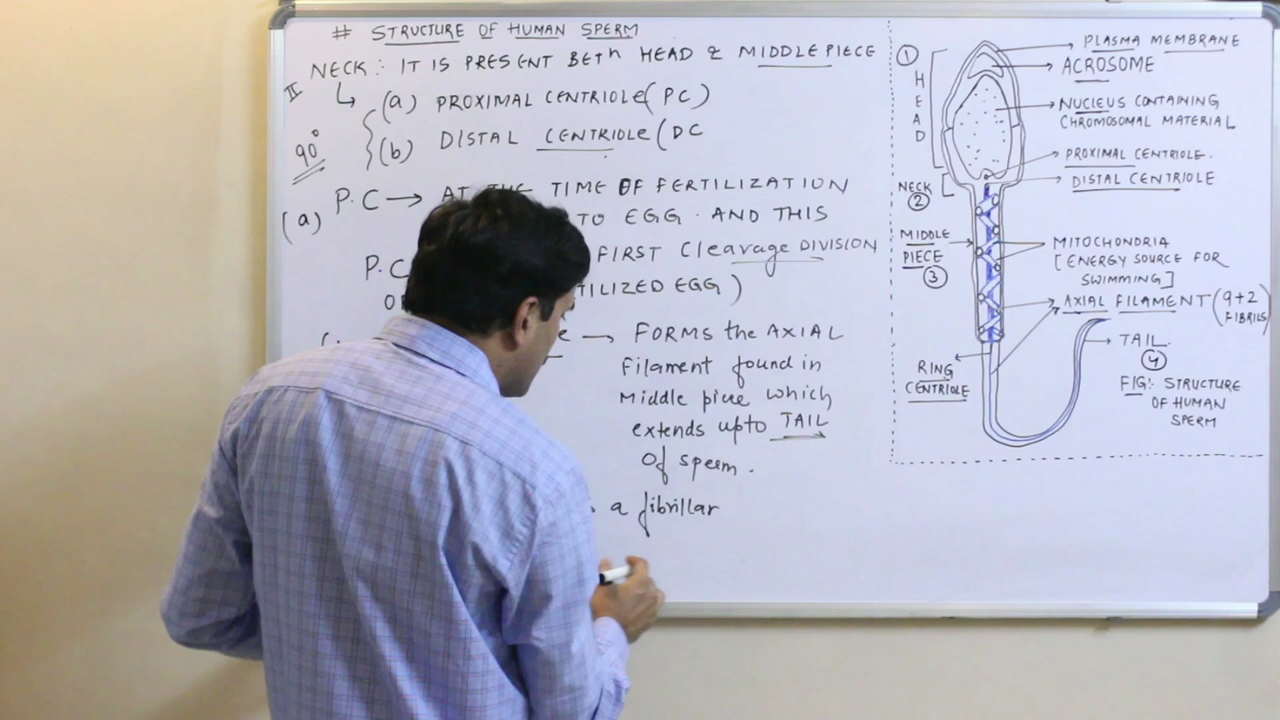 # STRUCTURE OF HUMAN SPERM
II NECK: IT IS PRESENT BETn HEAD & MIDDLE PIECE
(a) PROXIMAL CENTRIOLE (PC)
90° (b) DISTAL CENTRIOLE (DC
(a) P.C → AT THE TIME OF FERTILIZATION
TO EGG. AND THIS
P.C FIRST Cleavage DIVISION
TILIZED EGG)
→ FORMS the AXIAL
Filament found in
Middle piece which
extends upto TAIL
Of sperm.
a fibrillar
① HEAD
PLASMA MEMBRANE
ACROSOME
NUCLEUS CONTAINING
CHROMOSOMAL MATERIAL
PROXIMAL CENTRIOLE.
DISTAL CENTRIOLE
NECK
②
MIDDLE
PIECE
③
MITOCHONDRIA
[ENERGY SOURCE FOR
SWIMMING]
AXIAL FILAMENT (9+2
FIBRILS)
TAIL.
④
RING
CENTRIOLE
FIG: STRUCTURE
OF HUMAN
SPERM